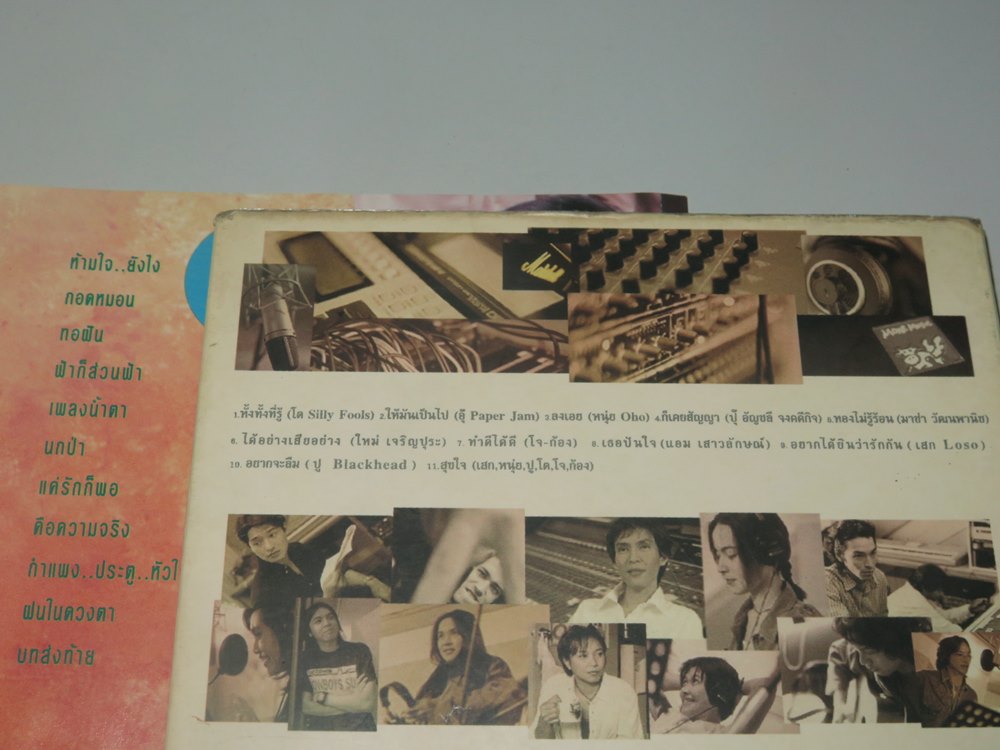 ห้ามใจ..ยังไง
กอดหมอน
ทอฝัน
ฟ้าก็ส่วนฟ้า
เพลงน้ำตา
นกป่า
แค่รักก็พอ
คือความจริง
กำแพง..ประตู..หัวใ
ฝนในดวงตา
บทส่งท้าย
1.ทั้งทั้งที่รู้ (โต Silly Fools) 2.ให้มันเป็นไป (อุ๊ Paper Jam) 3.ลงเอย (หนุ่ย Oho) 4.ก็เคยสัญญา (ปุ๊ อัญชลี จงคดีกิจ) 5.ทองไม่รู้ร้อน (มาช่า วัฒนพานิช)
6. ได้อย่างเสียอย่าง (ใหม่ เจริญปุระ) 7. ทำดีได้ดี (โจ-ก้อง) 8.เธอปันใจ (แอม เสาวลักษณ์) 9.อยากได้ยินว่ารักกัน (เสก Loso)
10. อยากจะลืม (ปู Blackhead) 11.สุขใจ (เสก,หนุ่ย,ปู,โต,โจ,ก้อง)